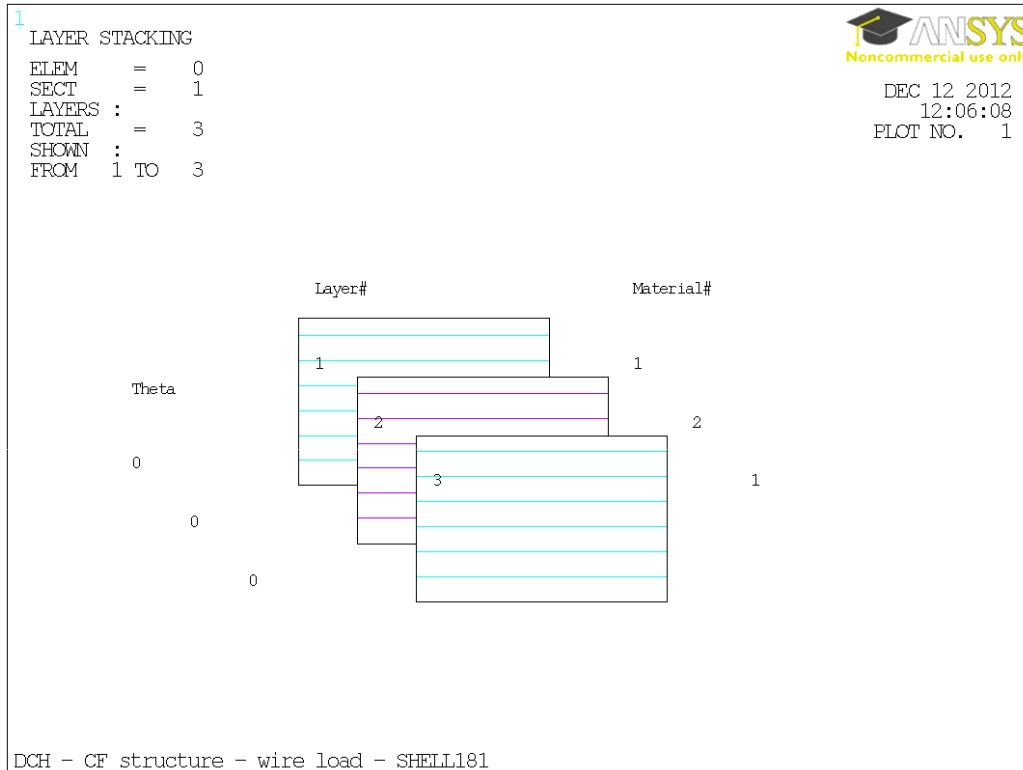 1
LAYER STACKING
ELEM = 0
SECT = 1
LAYERS :
TOTAL = 3
SHOWN :
FROM 1 TO 3
ANSYS
Noncommercial use only
DEC 12 2012
12:06:08
PLOT NO. 1
Layer# Material#
1 1
Theta
2 2
0
3 1
0
0
DCH - CF structure - wire load - SHELL181